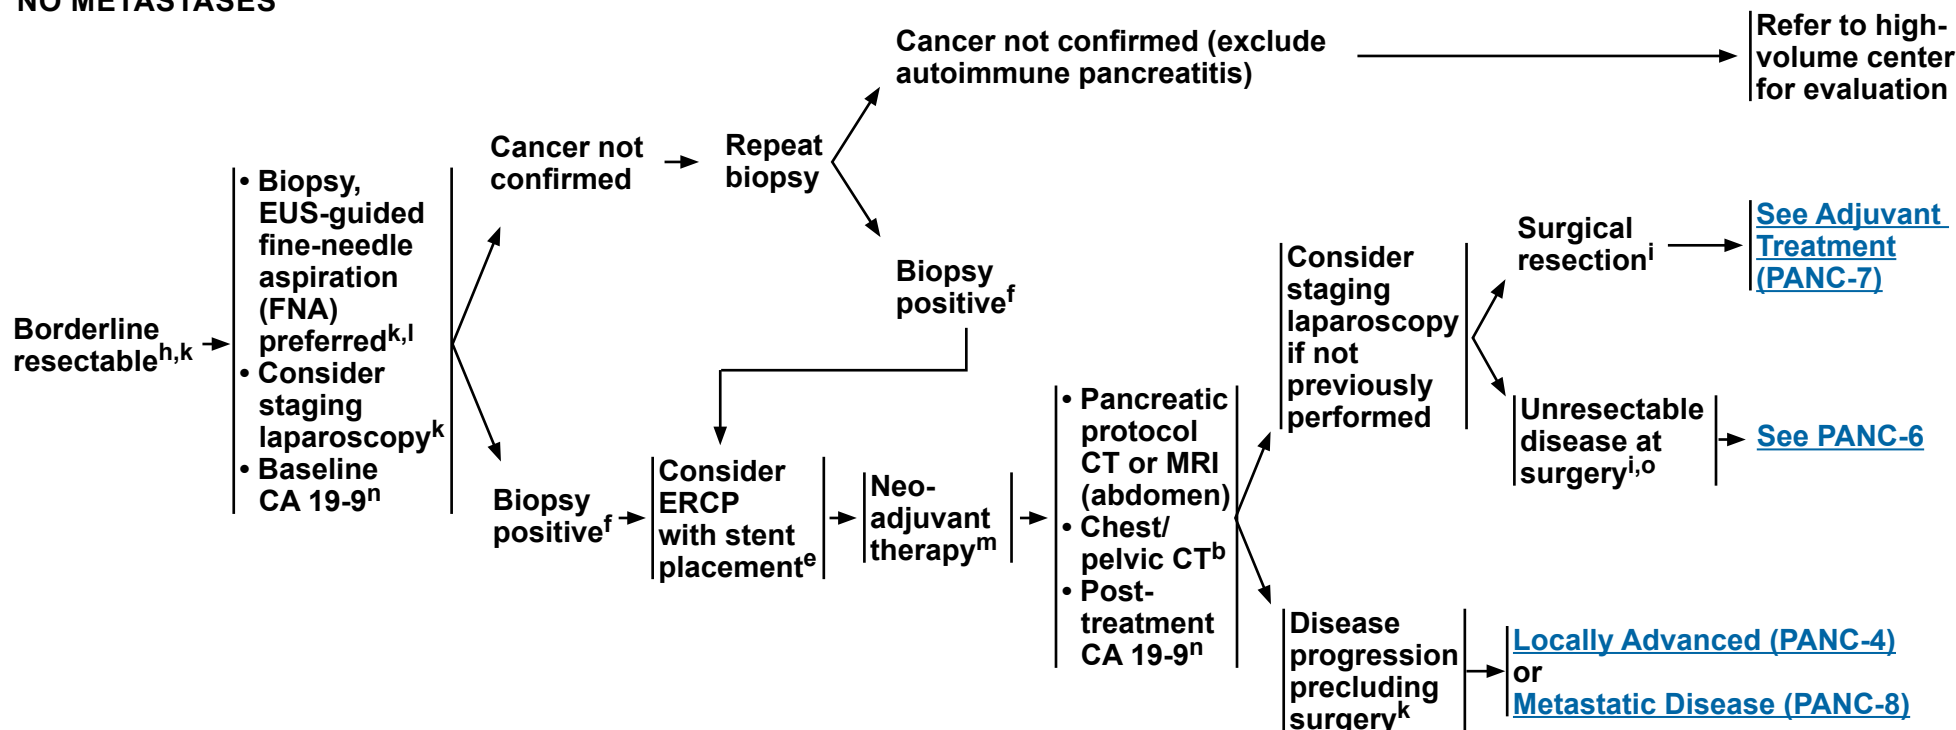 NO METASTASES
Borderline
resectableh,k
• Biopsy,
EUS-guided
fine-needle
aspiration
(FNA)
preferredk,l
• Consider
staging
laparoscopyk
• Baseline
CA 19-9n
Cancer not
confirmed
Repeat
biopsy
Cancer not confirmed (exclude
autoimmune pancreatitis)
Refer to high-
volume center
for evaluation
Biopsy
positivef
Biopsy
positivef
Consider
ERCP
with stent
placemente
Neo-
adjuvant
therapym
• Pancreatic
protocol
CT or MRI
(abdomen)
• Chest/
pelvic CTb
• Post-
treatment
CA 19-9n
Consider
staging
laparoscopy
if not
previously
performed
Surgical
resectioni
See Adjuvant
Treatment
(PANC-7)
Unresectable
disease at
surgeryi,o
See PANC-6
Disease
progression
precluding
surgeryk
Locally Advanced (PANC-4)
or
Metastatic Disease (PANC-8)